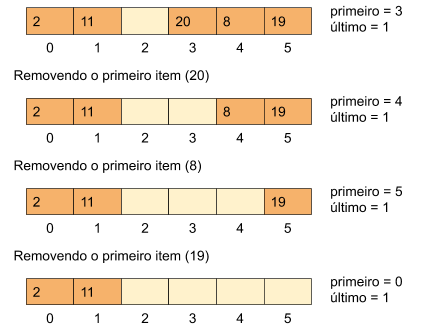 2 11 20 8 19 primeiro = 3
último = 1
0 1 2 3 4 5
Removendo o primeiro item (20)
2 11 8 19 primeiro = 4
último = 1
0 1 2 3 4 5
Removendo o primeiro item (8)
2 11 19 primeiro = 5
último = 1
0 1 2 3 4 5
Removendo o primeiro item (19)
2 11 primeiro = 0
último = 1
0 1 2 3 4 5